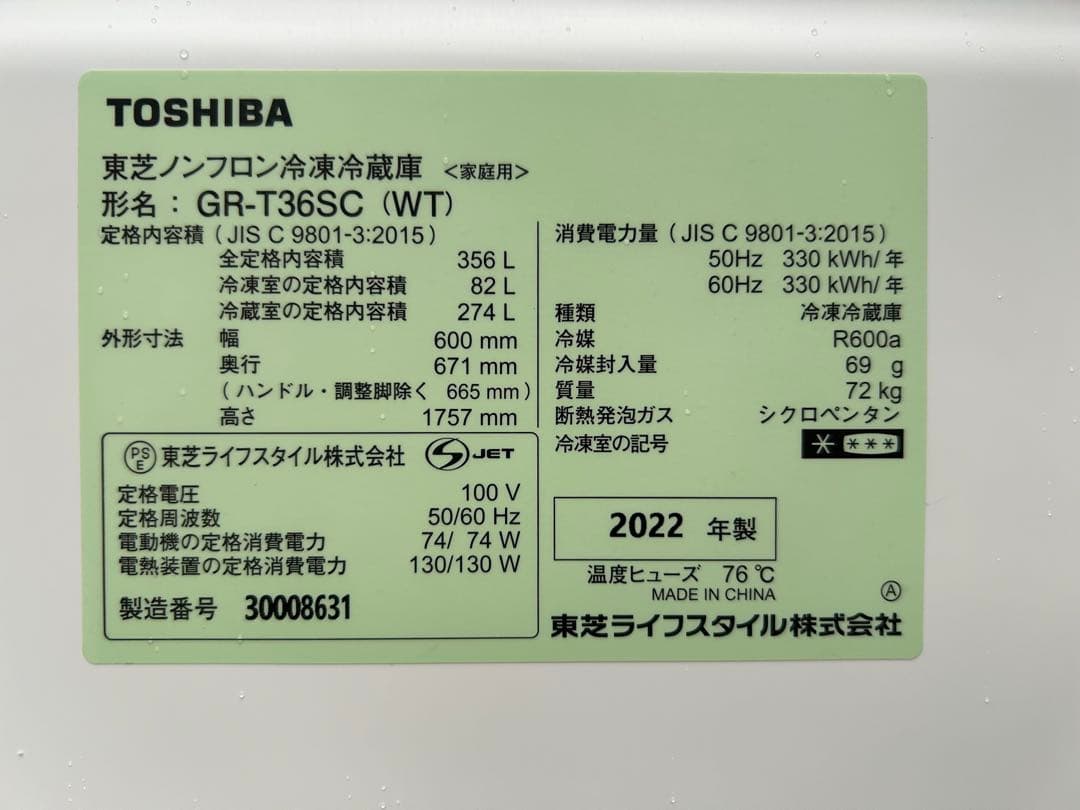 TOSHIBA
東芝ノンフロン冷凍冷蔵庫 <家庭用>
形名: GR-T36SC (WT)
定格内容積 (JIS C 9801-3:2015)
全定格内容積 356 L
冷凍室の定格内容積 82 L
冷蔵室の定格内容積 274 L
外形寸法 幅 600 mm
奥行 671 mm
(ハンドル・調整脚除く 665 mm)
高さ 1757 mm
消費電力量 (JIS C 9801-3:2015)
50Hz 330 kWh/年
60Hz 330 kWh/年
種類 冷凍冷蔵庫
冷媒 R600a
冷媒封入量 69 g
質量 72 kg
断熱発泡ガス シクロペンタン
冷凍室の記号 * ***
PSE 東芝ライフスタイル株式会社 S JET
定格電圧 100 V
定格周波数 50/60 Hz
電動機の定格消費電力 74/ 74 W
電熱装置の定格消費電力 130/130 W
製造番号 30008631
2022 年製
温度ヒューズ 76℃
MADE IN CHINA
Ⓐ
東芝ライフスタイル株式会社